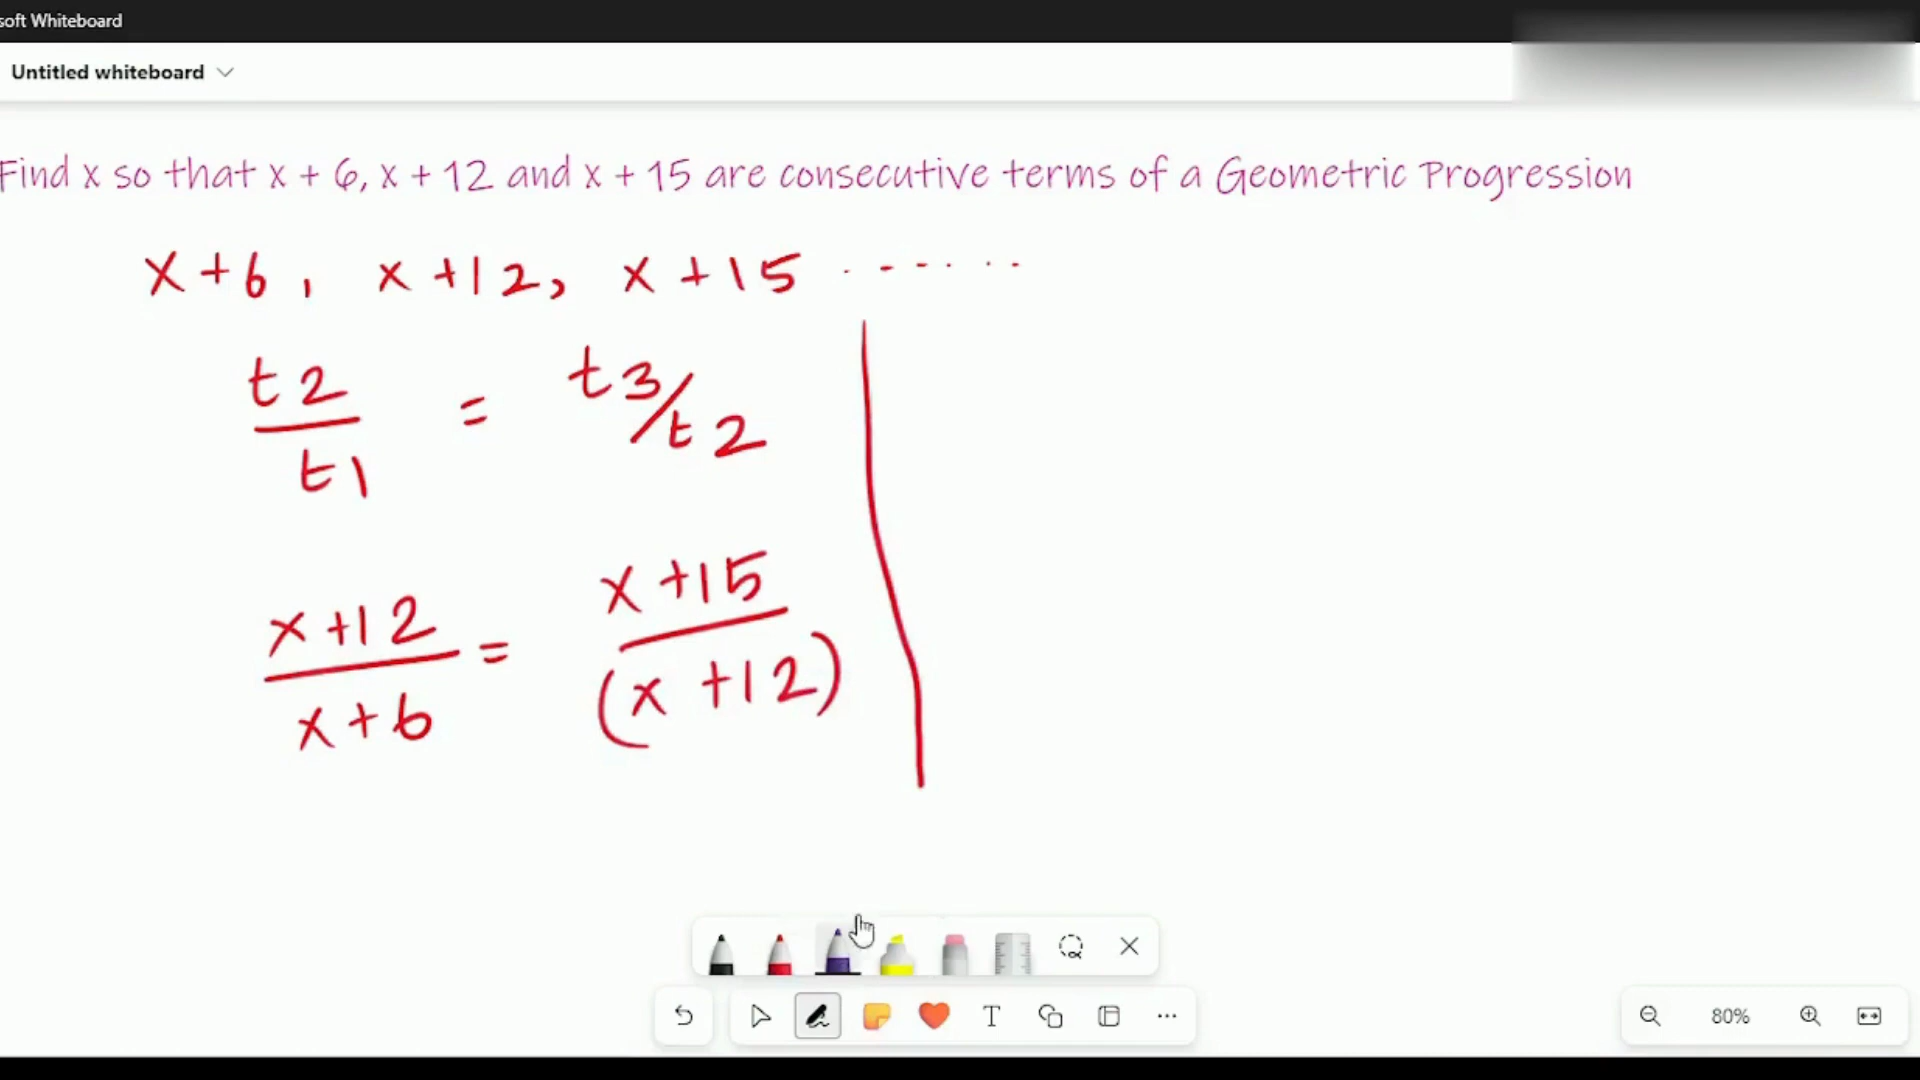 soft Whiteboard
Untitled whiteboard
Find x so that x + 6, x + 12 and x + 15 are consecutive terms of a Geometric Progression
x+6, x+12, x+15 .......
t2/t1 = t3/t2
x+12/x+6 = x+15/(x+12)
T
80%